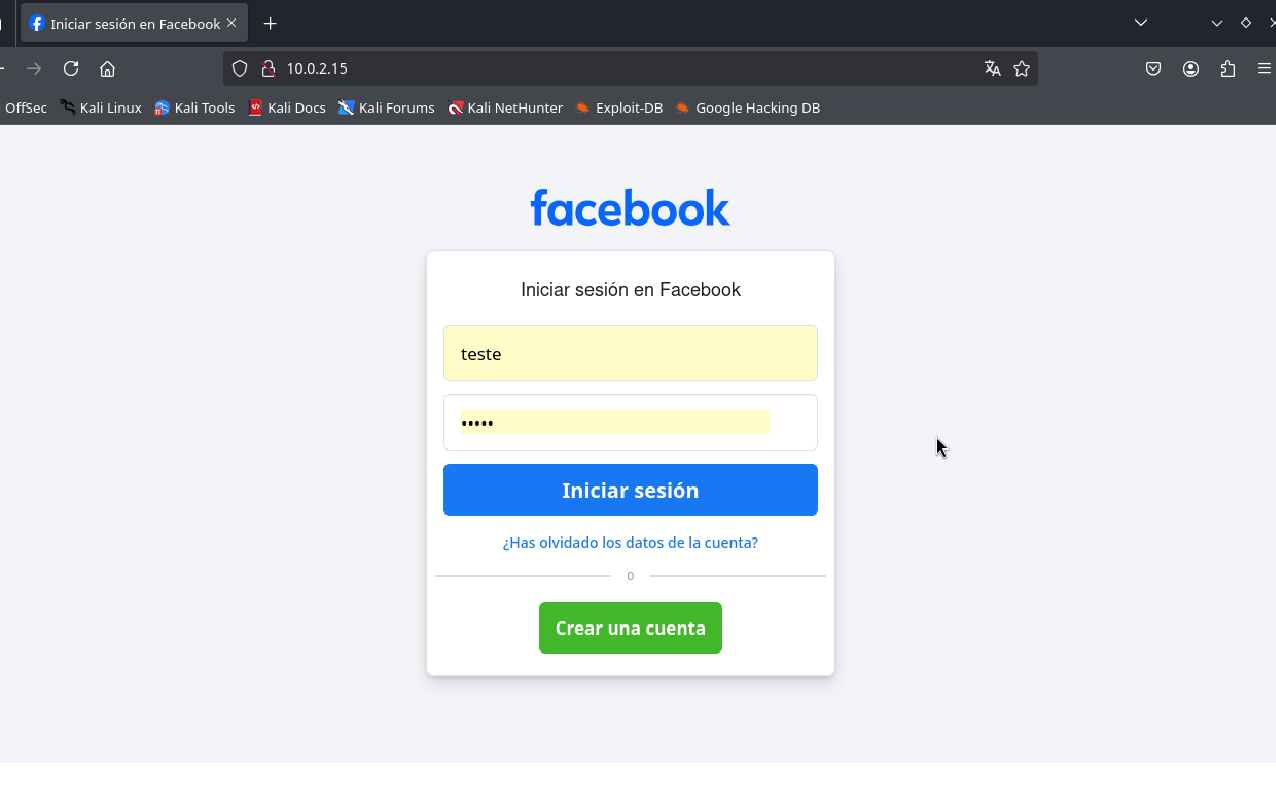 Iniciar sesión en Facebook
10.0.2.15
OffSec Kali Linux Kali Tools Kali Docs Kali Forums Kali NetHunter Exploit-DB Google Hacking DB
facebook
Iniciar sesión en Facebook
teste
•••••
Iniciar sesión
¿Has olvidado los datos de la cuenta?
o
Crear una cuenta